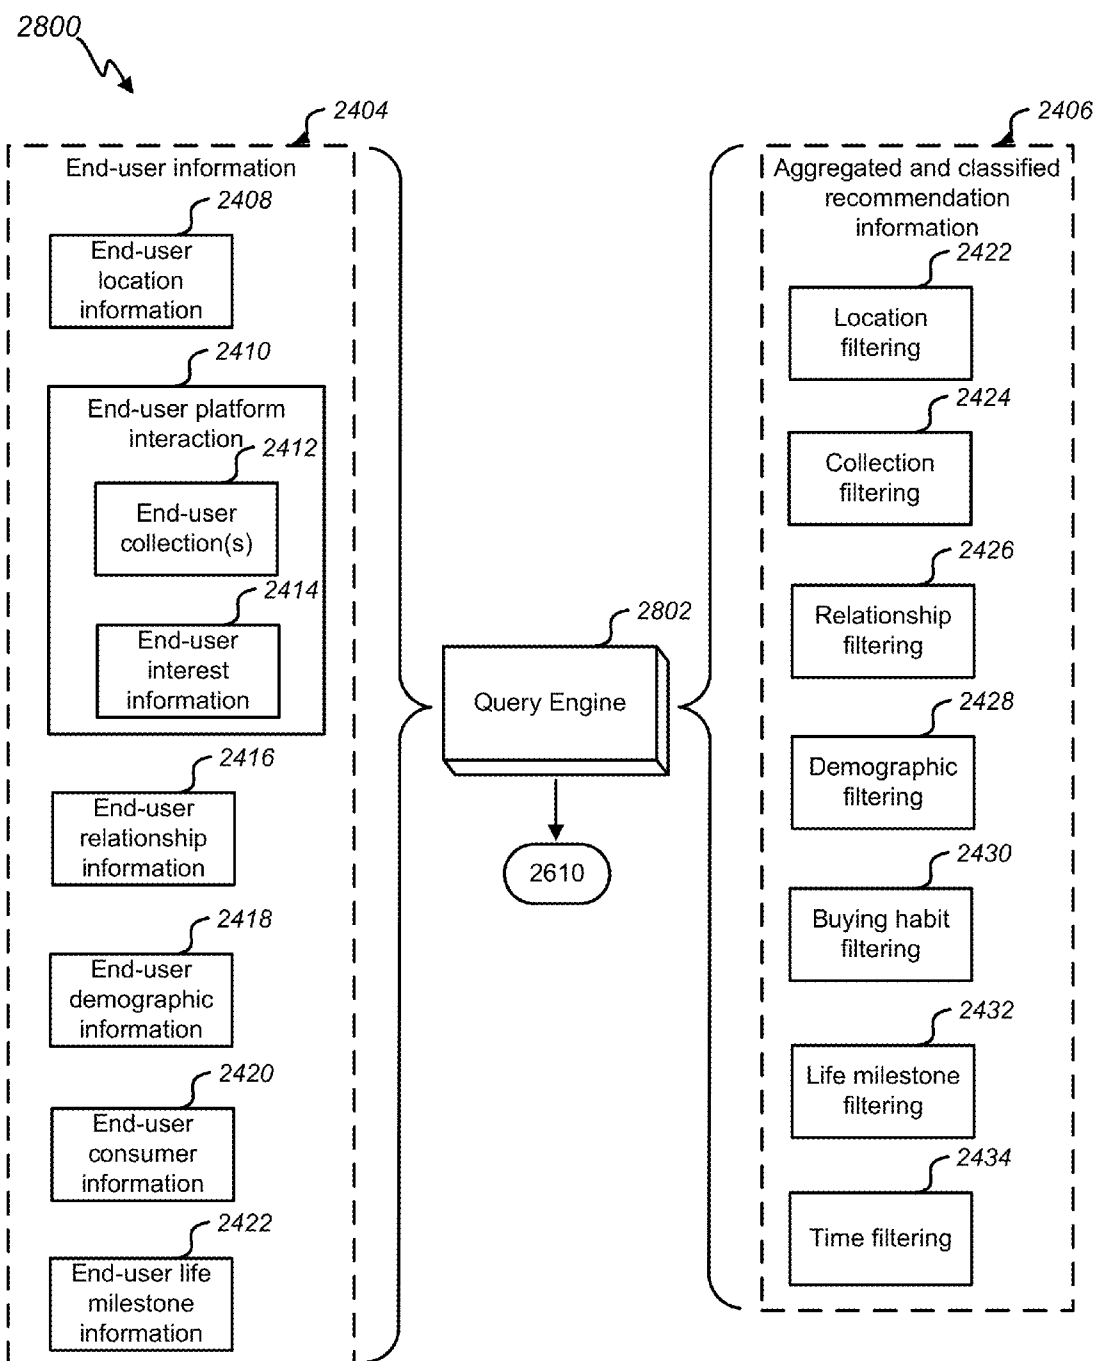 2800
2404
End-user information
2408
End-user
location
information
2410
End-user platform
interaction
2412
End-user
collection(s)
2414
End-user
interest
information
2416
End-user
relationship
information
2418
End-user
demographic
information
2420
End-user
consumer
information
2422
End-user life
milestone
information
2802
Query Engine
2610
2406
Aggregated and classified
recommendation
information
2422
Location
filtering
2424
Collection
filtering
2426
Relationship
filtering
2428
Demographic
filtering
2430
Buying habit
filtering
2432
Life milestone
filtering
2434
Time filtering